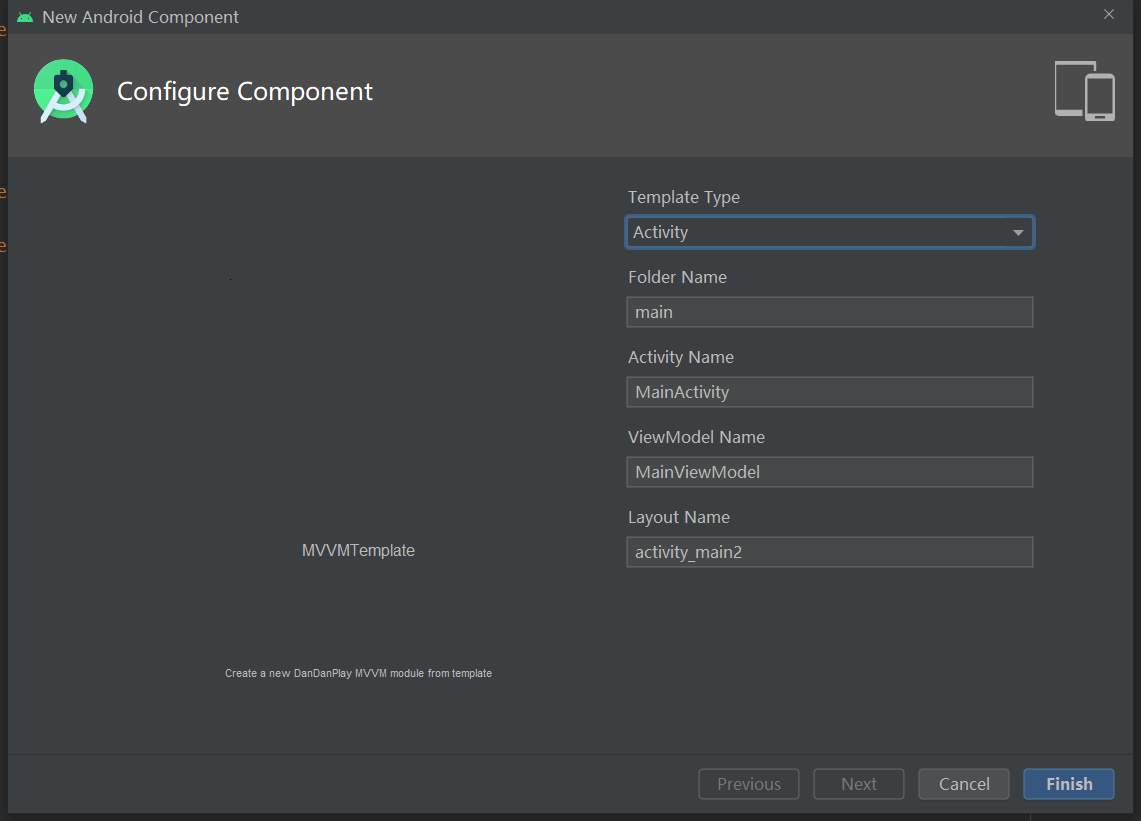 New Android Component
Configure Component
Template Type
Activity
Folder Name
main
Activity Name
MainActivity
ViewModel Name
MainViewModel
Layout Name
activity_main2
MVVMTemplate
Create a new DanDanPlay MVVM module from template
Previous
Next
Cancel
Finish